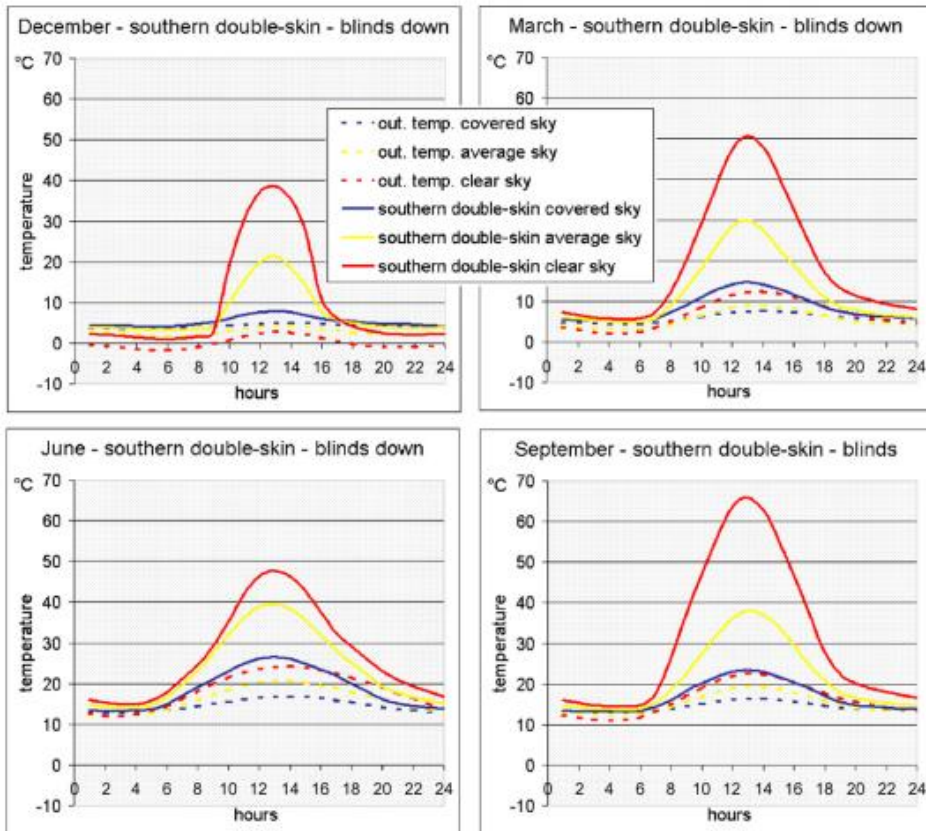 December - southern double-skin - blinds down
°C
70
60
50
40
30
20
10
0
-10
temperature
0 2 4 6 8 10 12 14 16 18 20 22 24
hours
March - southern double-skin - blinds down
°C
70
60
10
0
-10
0 2 4 6 8 10 12 14 16 18 20 22 24
hours
out. temp. covered sky
out. temp. average sky
out. temp. clear sky
southern double-skin covered sky
southern double-skin average sky
southern double-skin clear sky
June - southern double-skin - blinds down
°C
70
60
50
40
30
20
10
0
-10
temperature
0 2 4 6 8 10 12 14 16 18 20 22 24
hours
September - southern double-skin - blinds
°C
70
60
50
40
30
20
10
0
-10
temperature
0 2 4 6 8 10 12 14 16 18 20 22 24
hours